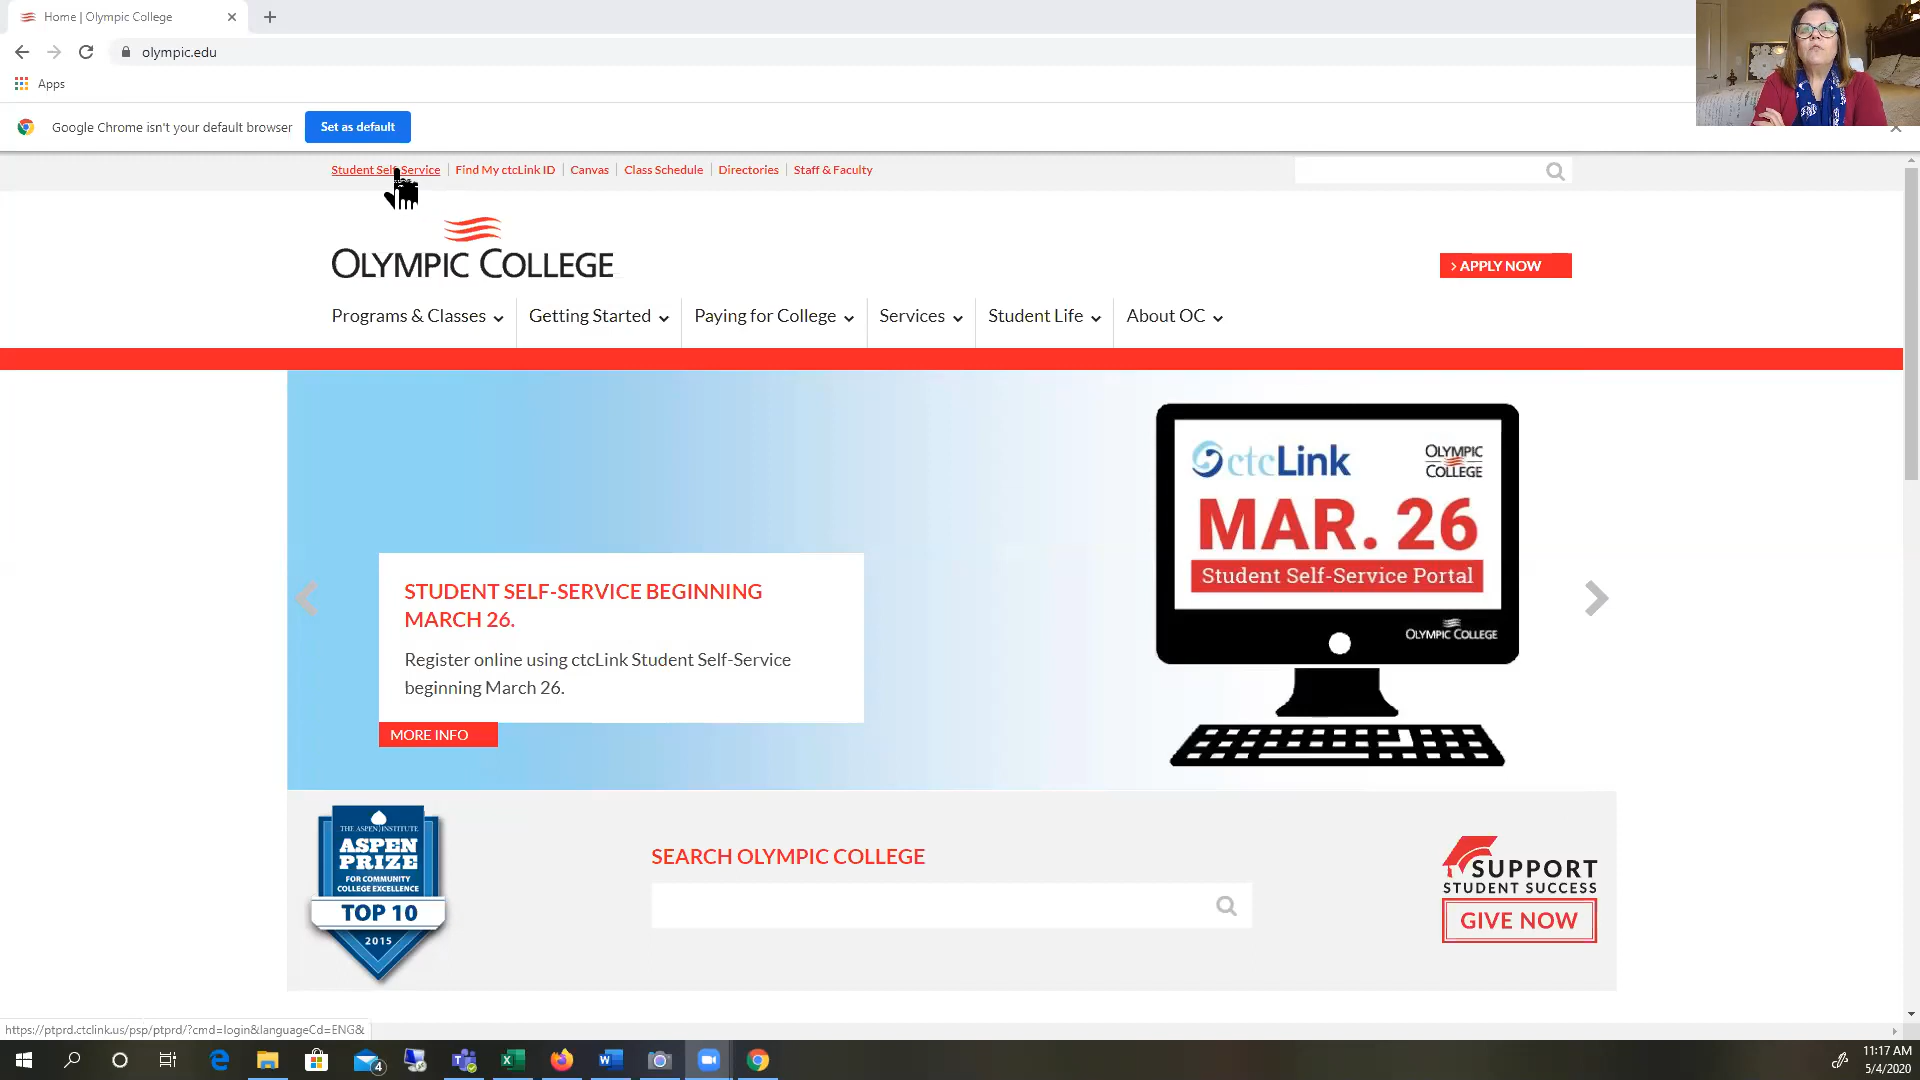 Home | Olympic College
olympic.edu
Apps
Google Chrome isn't your default browser
Set as default
Student Self-Service | Find My ctcLink ID | Canvas | Class Schedule | Directories | Staff & Faculty
OLYMPIC COLLEGE
> APPLY NOW
Programs & Classes
Getting Started
Paying for College
Services
Student Life
About OC
ctcLink
OLYMPIC
COLLEGE
MAR. 26
Student Self-Service Portal
OLYMPIC COLLEGE
STUDENT SELF-SERVICE BEGINNING
MARCH 26.
Register online using ctcLink Student Self-Service
beginning March 26.
MORE INFO
THE ASPEN INSTITUTE
ASPEN
PRIZE
FOR COMMUNITY
COLLEGE EXCELLENCE
TOP 10
2015
SEARCH OLYMPIC COLLEGE
SUPPORT
STUDENT SUCCESS
GIVE NOW
https://ptprd.ctclink.us/psp/ptprd/?cmd=login&languageCd=ENG&
4
11:17 AM
5/4/2020